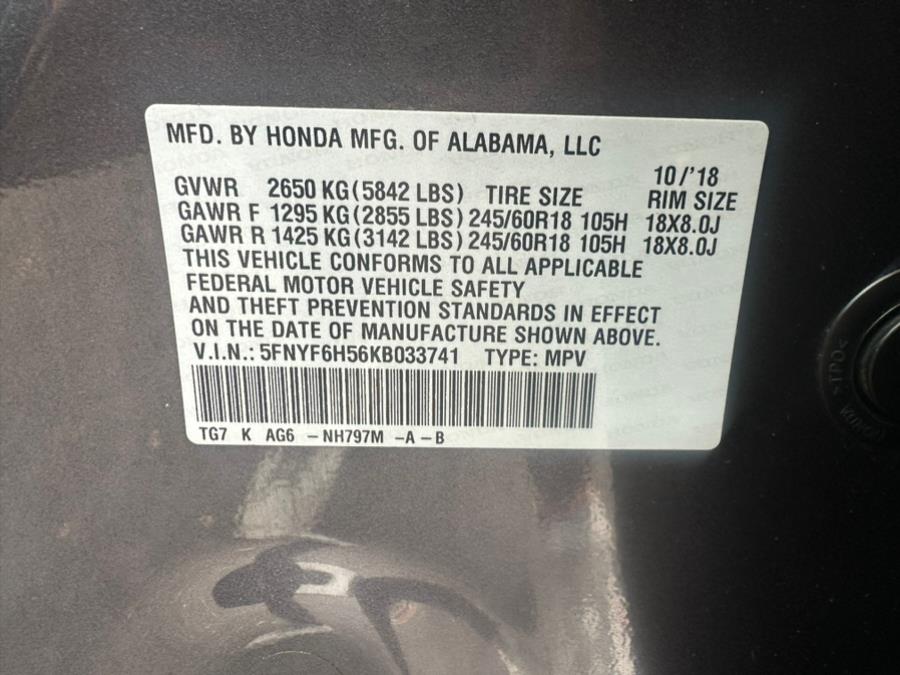 MFD. BY HONDA MFG. OF ALABAMA, LLC
10/'18
GVWR 2650 KG (5842 LBS) TIRE SIZE RIM SIZE
GAWR F 1295 KG (2855 LBS) 245/60R18 105H 18X8.0J
GAWR R 1425 KG (3142 LBS) 245/60R18 105H 18X8.0J
THIS VEHICLE CONFORMS TO ALL APPLICABLE
FEDERAL MOTOR VEHICLE SAFETY
AND THEFT PREVENTION STANDARDS IN EFFECT
ON THE DATE OF MANUFACTURE SHOWN ABOVE.
V.I.N.: 5FNYF6H56KB033741 TYPE: MPV
TG7 K AG6 -NH797M -A-B
>TPO<